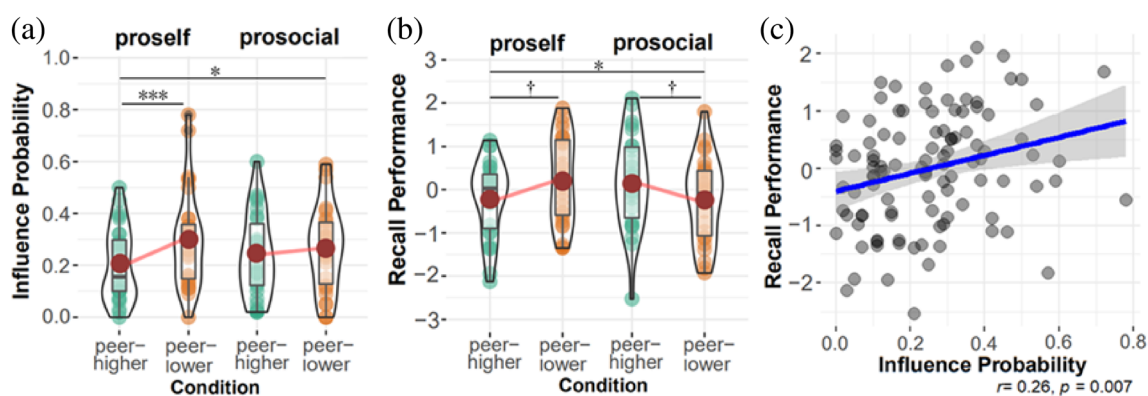 (a)
proself prosocial
*
***
Influence Probability
1.0
0.8
0.6
0.4
0.2
0.0
peer-higher
peer-lower
peer-higher
peer-lower
Condition
(b)
proself prosocial
*
† †
Recall Performance
3
2
1
0
−1
−2
−3
peer-higher
peer-lower
peer-higher
peer-lower
Condition
(c)
Recall Performance
2
1
0
−1
−2
0.0 0.2 0.4 0.6 0.8
Influence Probability
r= 0.26, p = 0.007